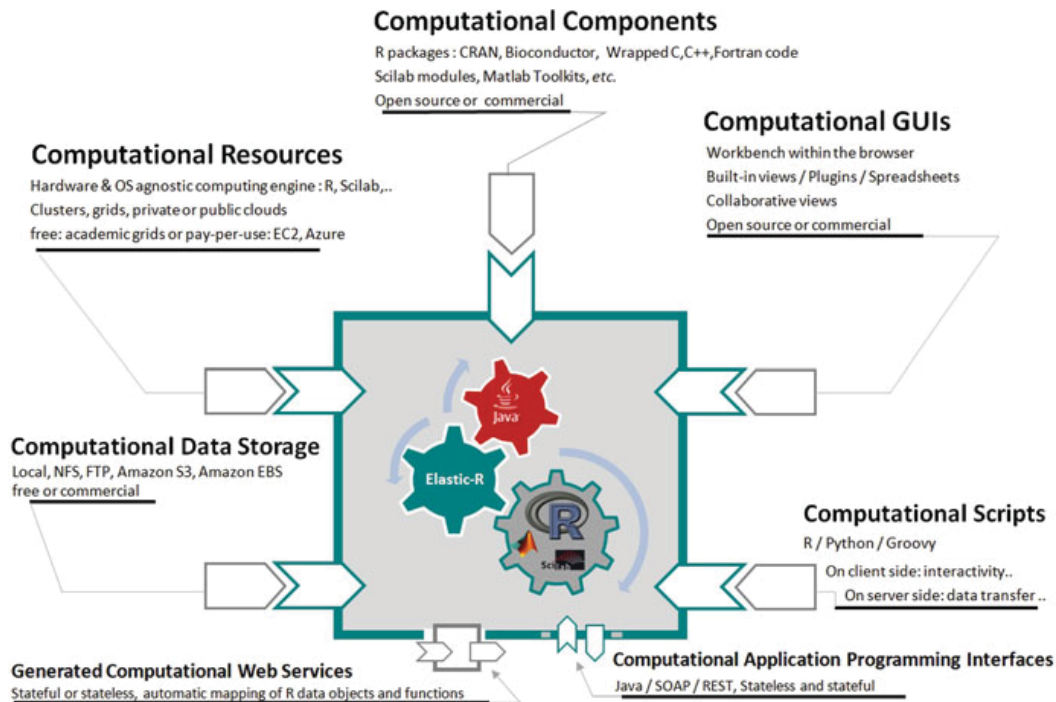 Computational Components
R packages : CRAN, Bioconductor, Wrapped C,C++,Fortran code
Scilab modules, Matlab Toolkits, etc.
Open source or commercial
Computational GUIs
Workbench within the browser
Built-in views / Plugins / Spreadsheets
Collaborative views
Open source or commercial
Computational Resources
Hardware & OS agnostic computing engine : R, Scilab,..
Clusters, grids, private or public clouds
free: academic grids or pay-per-use: EC2, Azure
Java
Elastic-R
R
Computational Data Storage
Local, NFS, FTP, Amazon S3, Amazon EBS
free or commercial
Computational Scripts
R / Python / Groovy
On client side: interactivity..
On server side: data transfer ..
Generated Computational Web Services
Stateful or stateless, automatic mapping of R data objects and functions
Computational Application Programming Interfaces
Java / SOAP / REST, Stateless and stateful